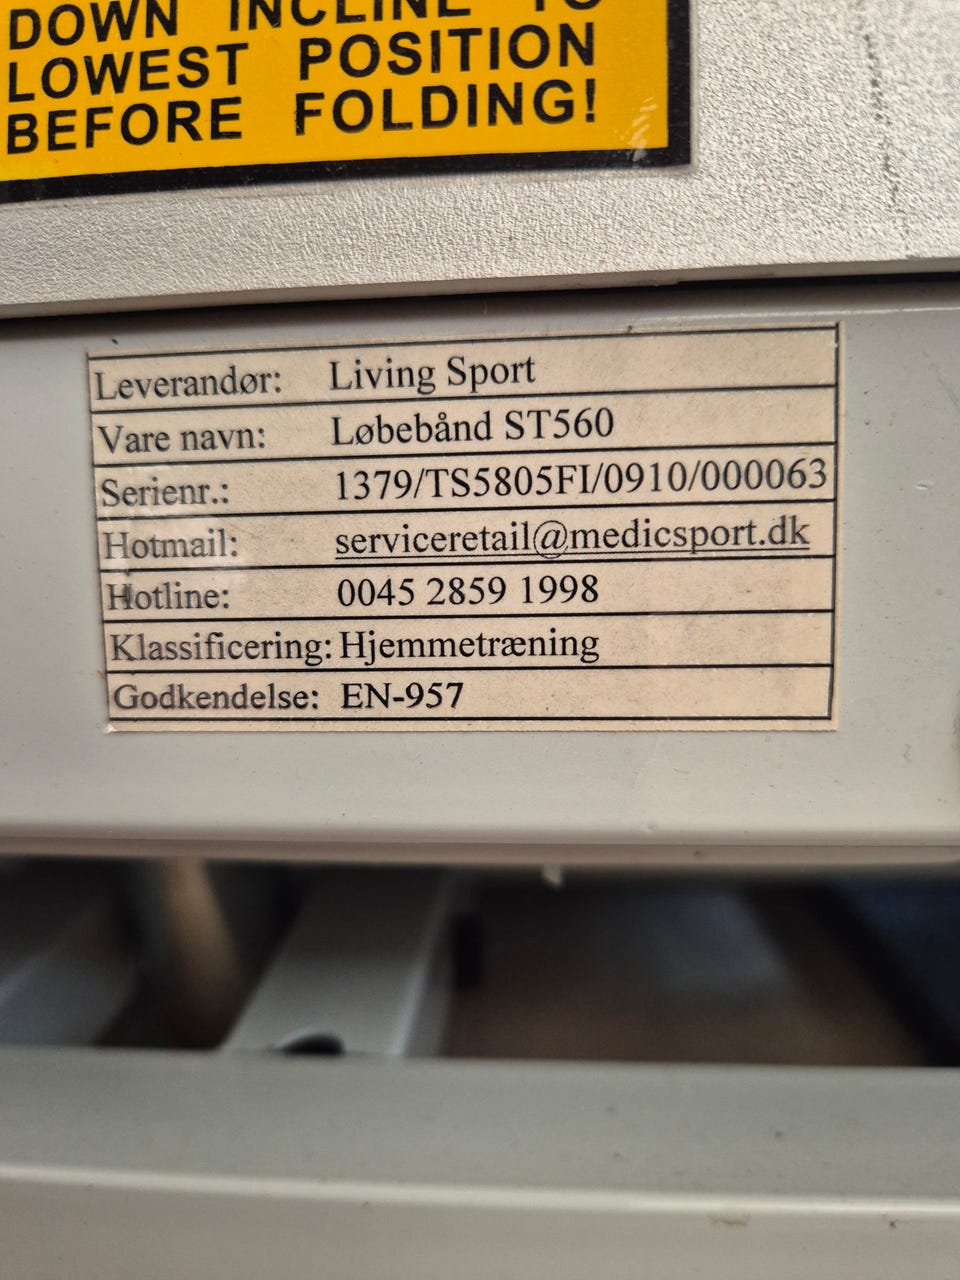 DOWN INCLINE TO
LOWEST POSITION
BEFORE FOLDING!
Leverandør: Living Sport
Vare navn: Løbebånd ST560
Serienr.: 1379/TS5805FI/0910/000063
Hotmail: serviceretail@medicsport.dk
Hotline: 0045 2859 1998
Klassificering: Hjemmetræning
Godkendelse: EN-957